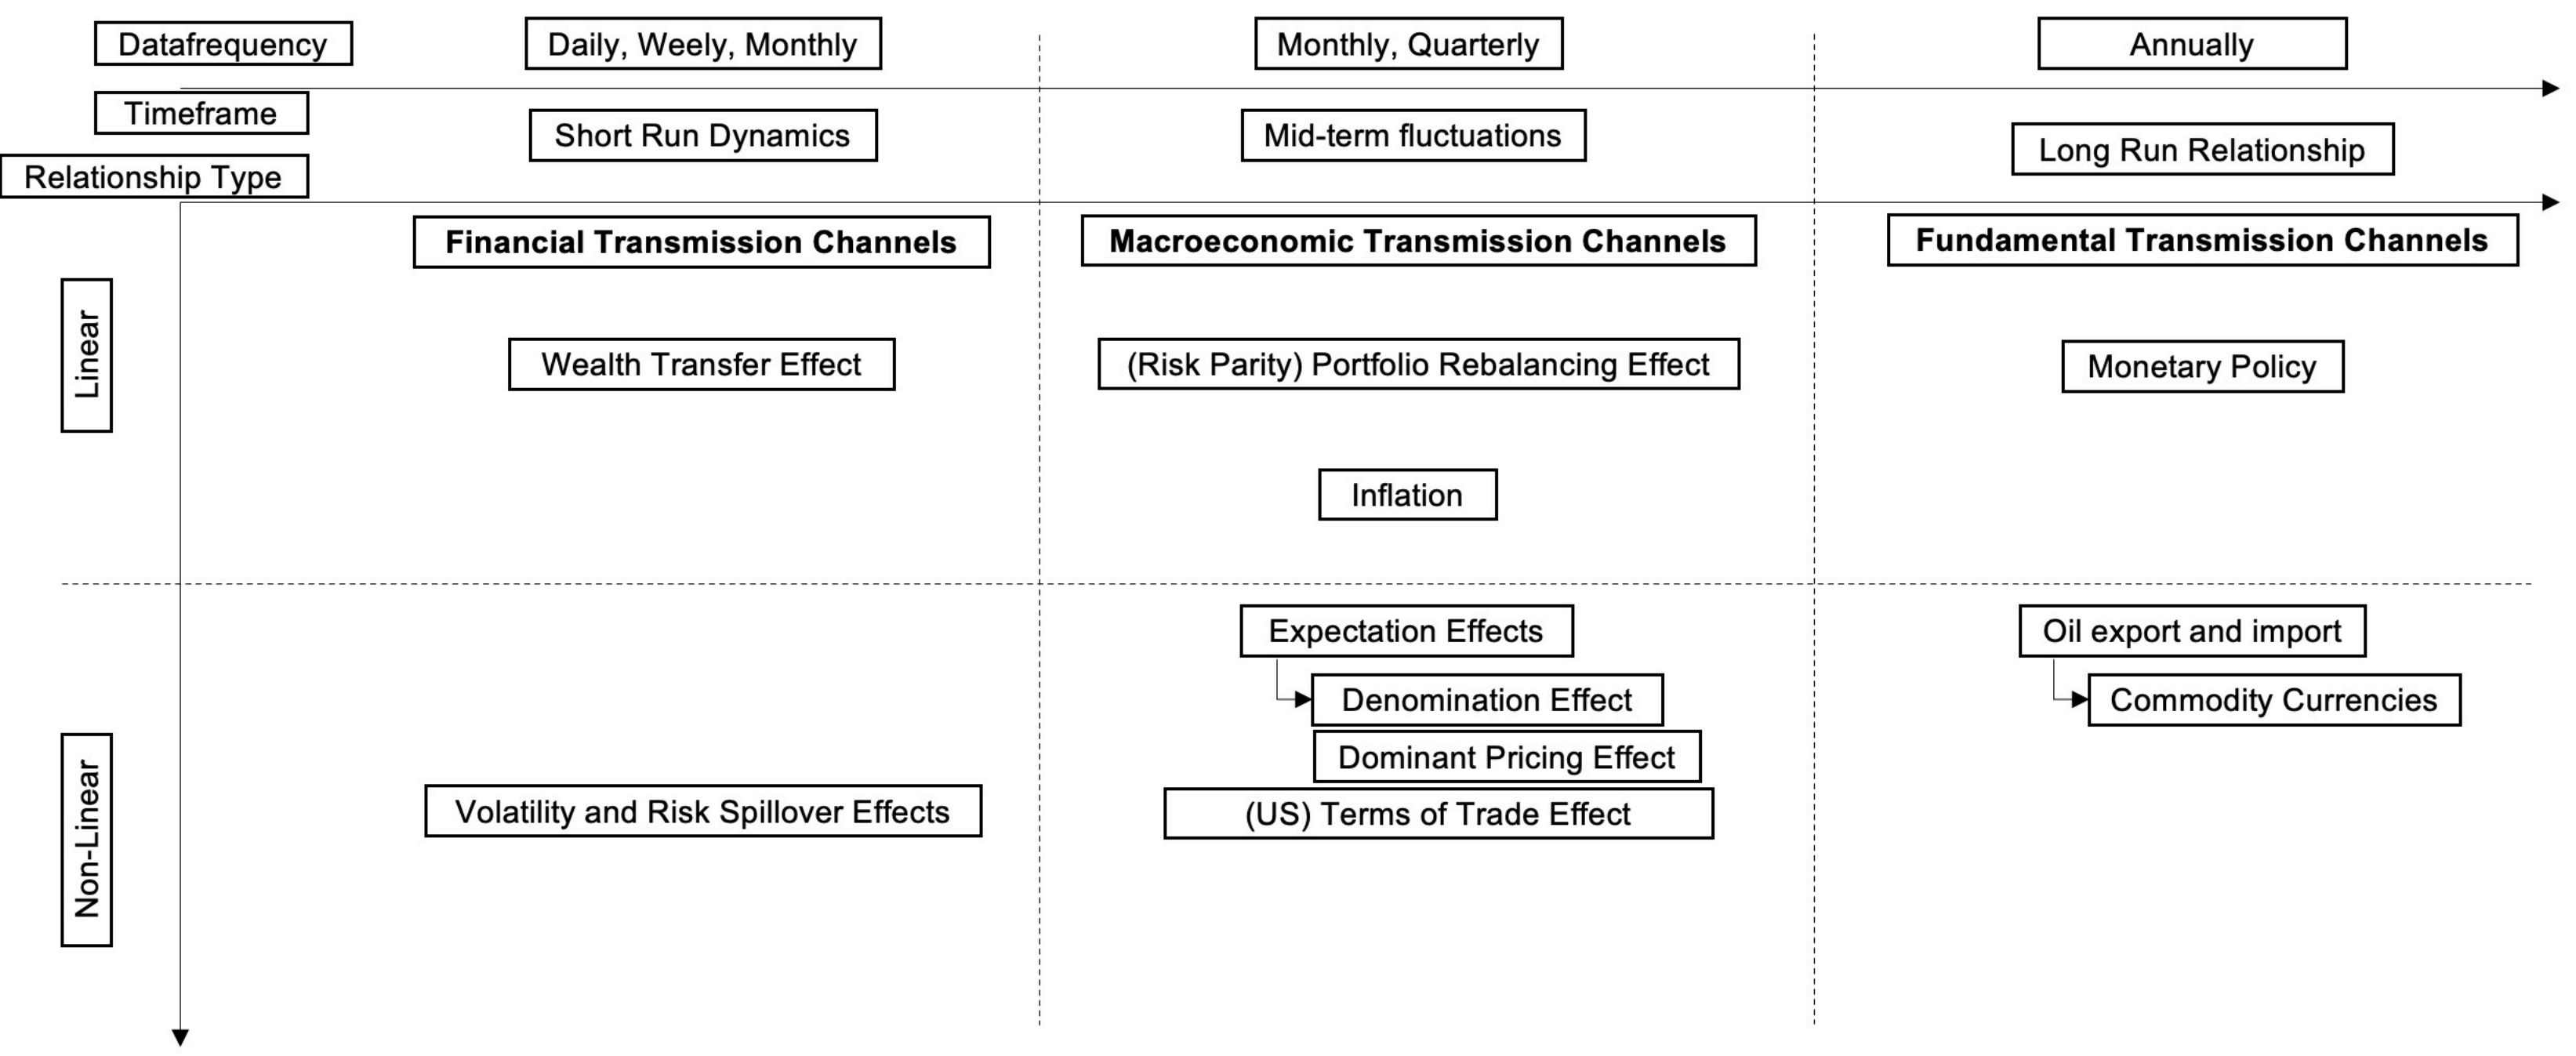 Datafrequency
Daily, Weely, Monthly
Monthly, Quarterly
Annually
Timeframe
Short Run Dynamics
Mid-term fluctuations
Long Run Relationship
Relationship Type
Financial Transmission Channels
Macroeconomic Transmission Channels
Fundamental Transmission Channels
Linear
Wealth Transfer Effect
(Risk Parity) Portfolio Rebalancing Effect
Monetary Policy
Inflation
Non-Linear
Volatility and Risk Spillover Effects
Expectation Effects
Denomination Effect
Dominant Pricing Effect
(US) Terms of Trade Effect
Oil export and import
Commodity Currencies